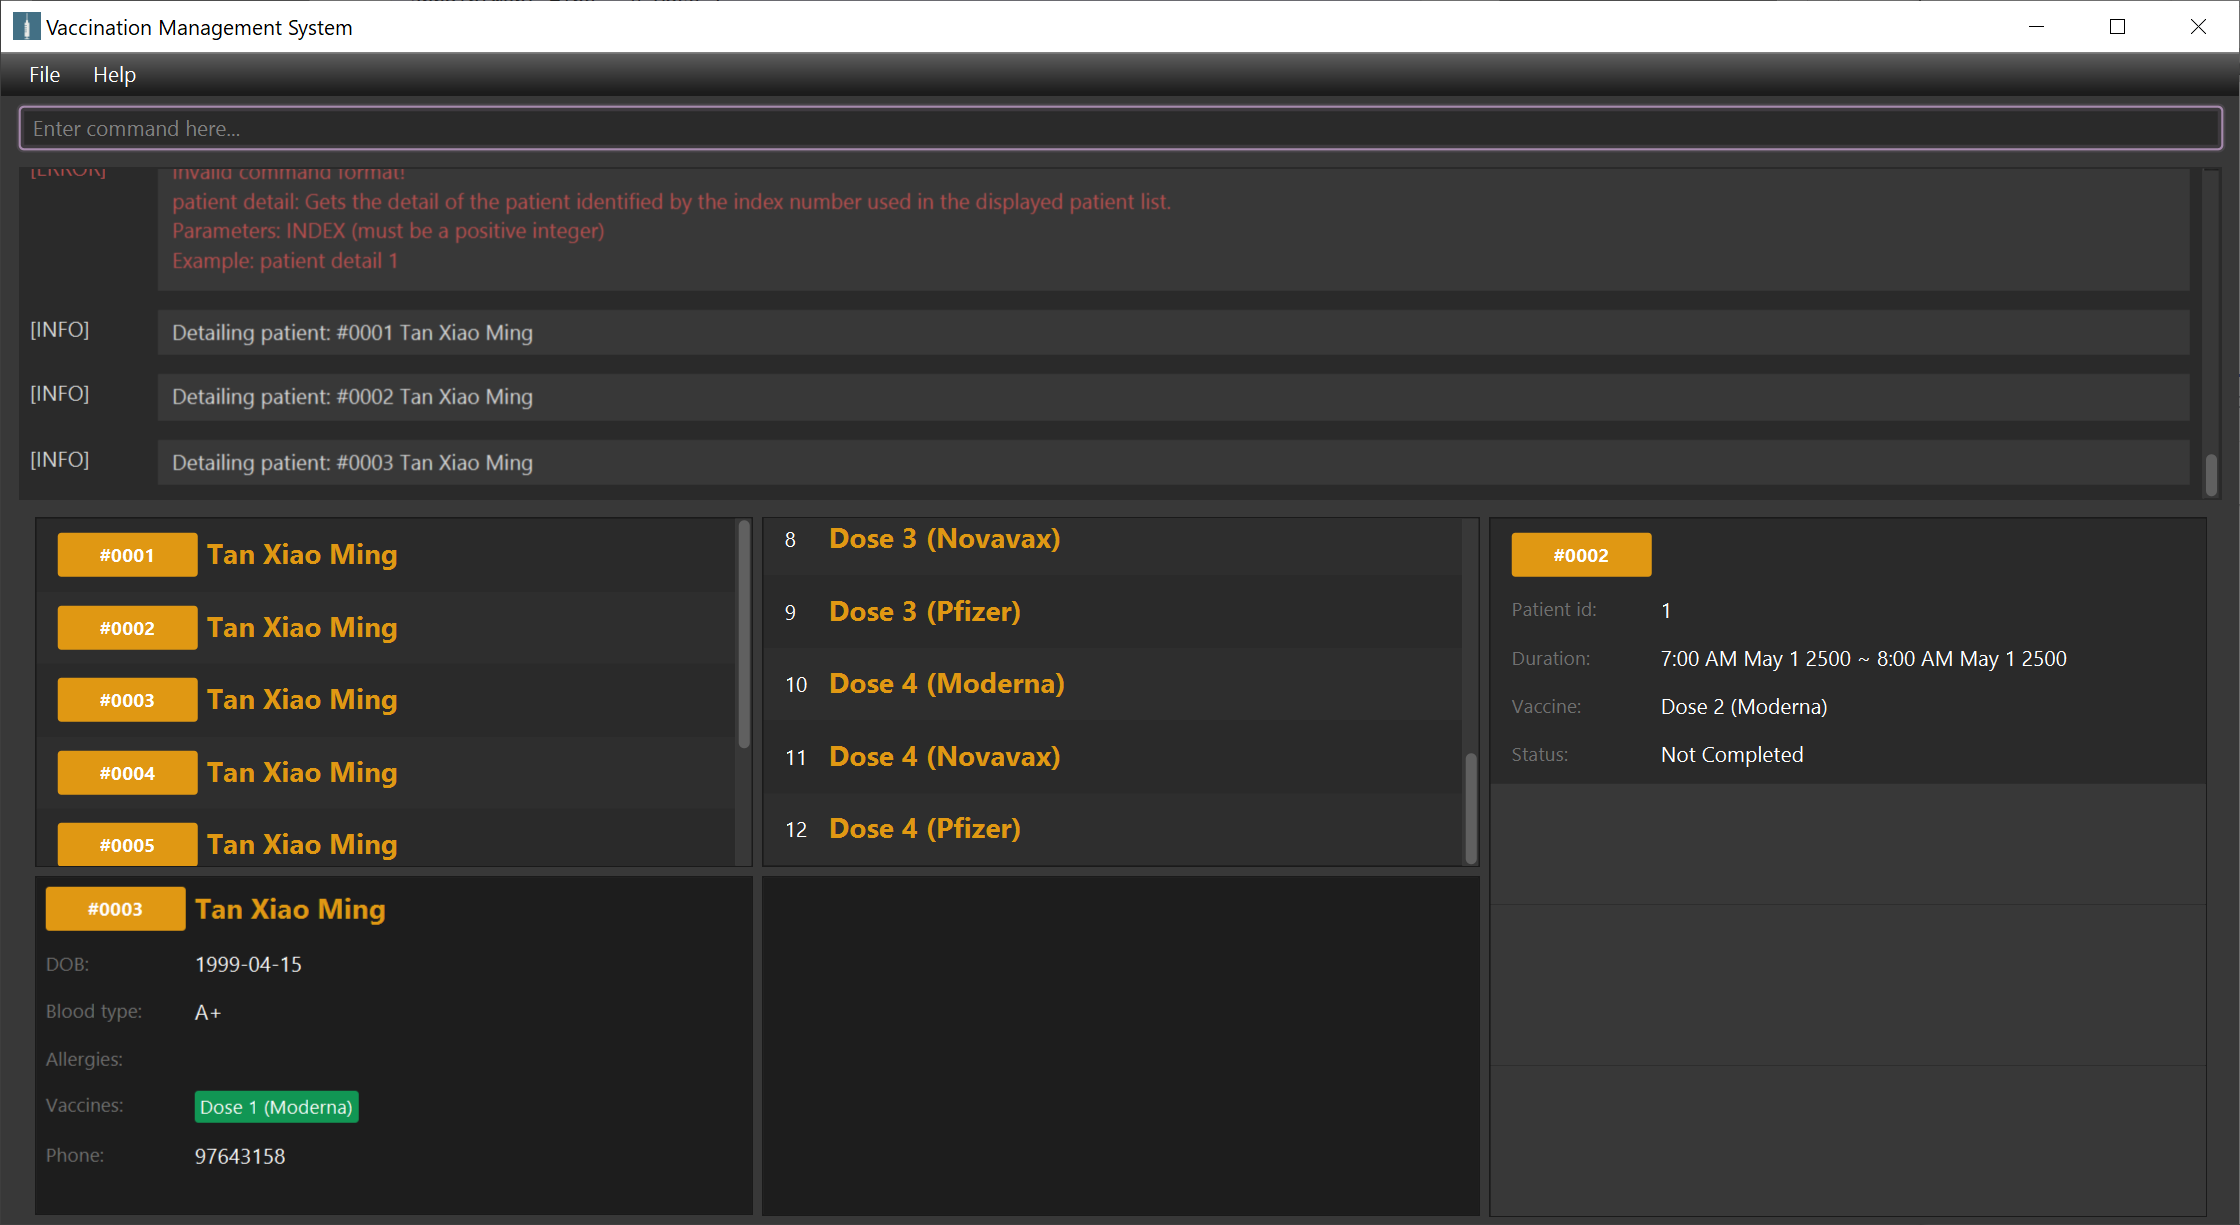 Vaccination Management System
File Help
Enter command here...
[ERROR] Invalid command format!
patient detail: Gets the detail of the patient identified by the index number used in the displayed patient list.
Parameters: INDEX (must be a positive integer)
Example: patient detail 1
[INFO] Detailing patient: #0001 Tan Xiao Ming
[INFO] Detailing patient: #0002 Tan Xiao Ming
[INFO] Detailing patient: #0003 Tan Xiao Ming
#0001 Tan Xiao Ming
#0002 Tan Xiao Ming
#0003 Tan Xiao Ming
#0004 Tan Xiao Ming
#0005 Tan Xiao Ming
8 Dose 3 (Novavax)
9 Dose 3 (Pfizer)
10 Dose 4 (Moderna)
11 Dose 4 (Novavax)
12 Dose 4 (Pfizer)
#0002
Patient id: 1
Duration: 7:00 AM May 1 2500 ~ 8:00 AM May 1 2500
Vaccine: Dose 2 (Moderna)
Status: Not Completed
#0003 Tan Xiao Ming
DOB: 1999-04-15
Blood type: A+
Allergies:
Vaccines: Dose 1 (Moderna)
Phone: 97643158